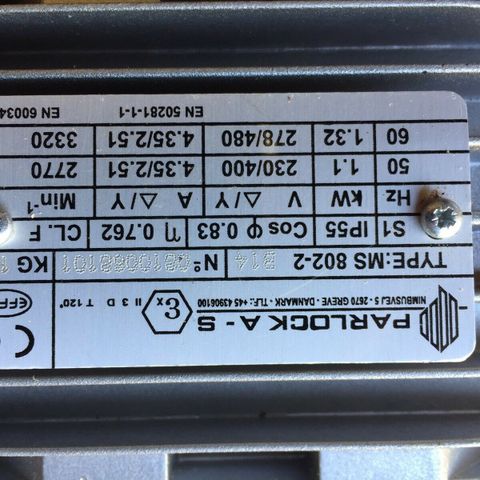 PARLOCK A - S
NIMBUSVEJ 5 - 2670 GREVE - DANMARK - TLF.: +45 43906100
Ɛx II 3 D T 120°
TYPE:MS 802-2 B14 N° KG
S1 IP55 Cos φ 0.83 η 0.762 CL. F
Hz kW V △/Y A △/Y Min-1
50 1.1 230/400 4.35/2.51 2770
60 1.32 278/480 4.35/2.51 3320
EN 50281-1-1 EN 60034